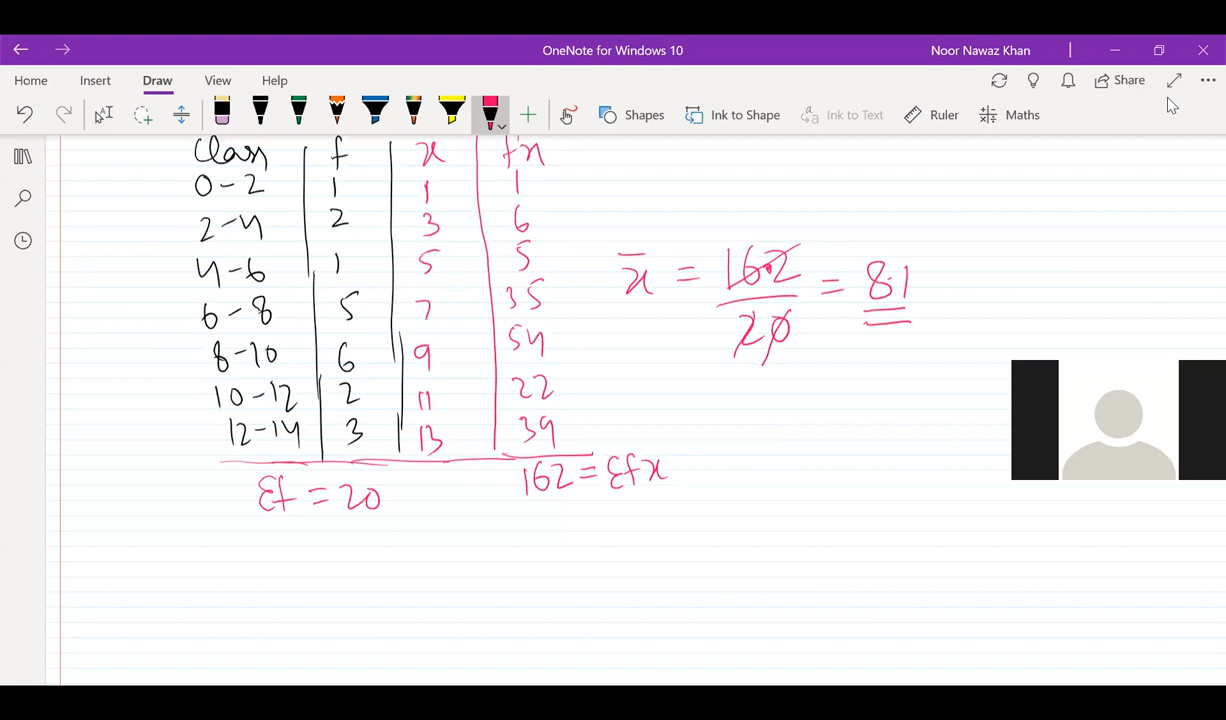 OneNote for Windows 10
Noor Nawaz Khan
Home Insert Draw View Help
Share
Shapes Ink to Shape Ink to Text Ruler Maths
Class f x fx
0-2 1 1 1
2-4 2 3 6
4-6 1 5 5
6-8 5 7 35
8-10 6 9 54
10-12 2 11 22
12-14 3 13 39
Σf = 20
162 = Σfx
x̄ = 162/20 = 8.1